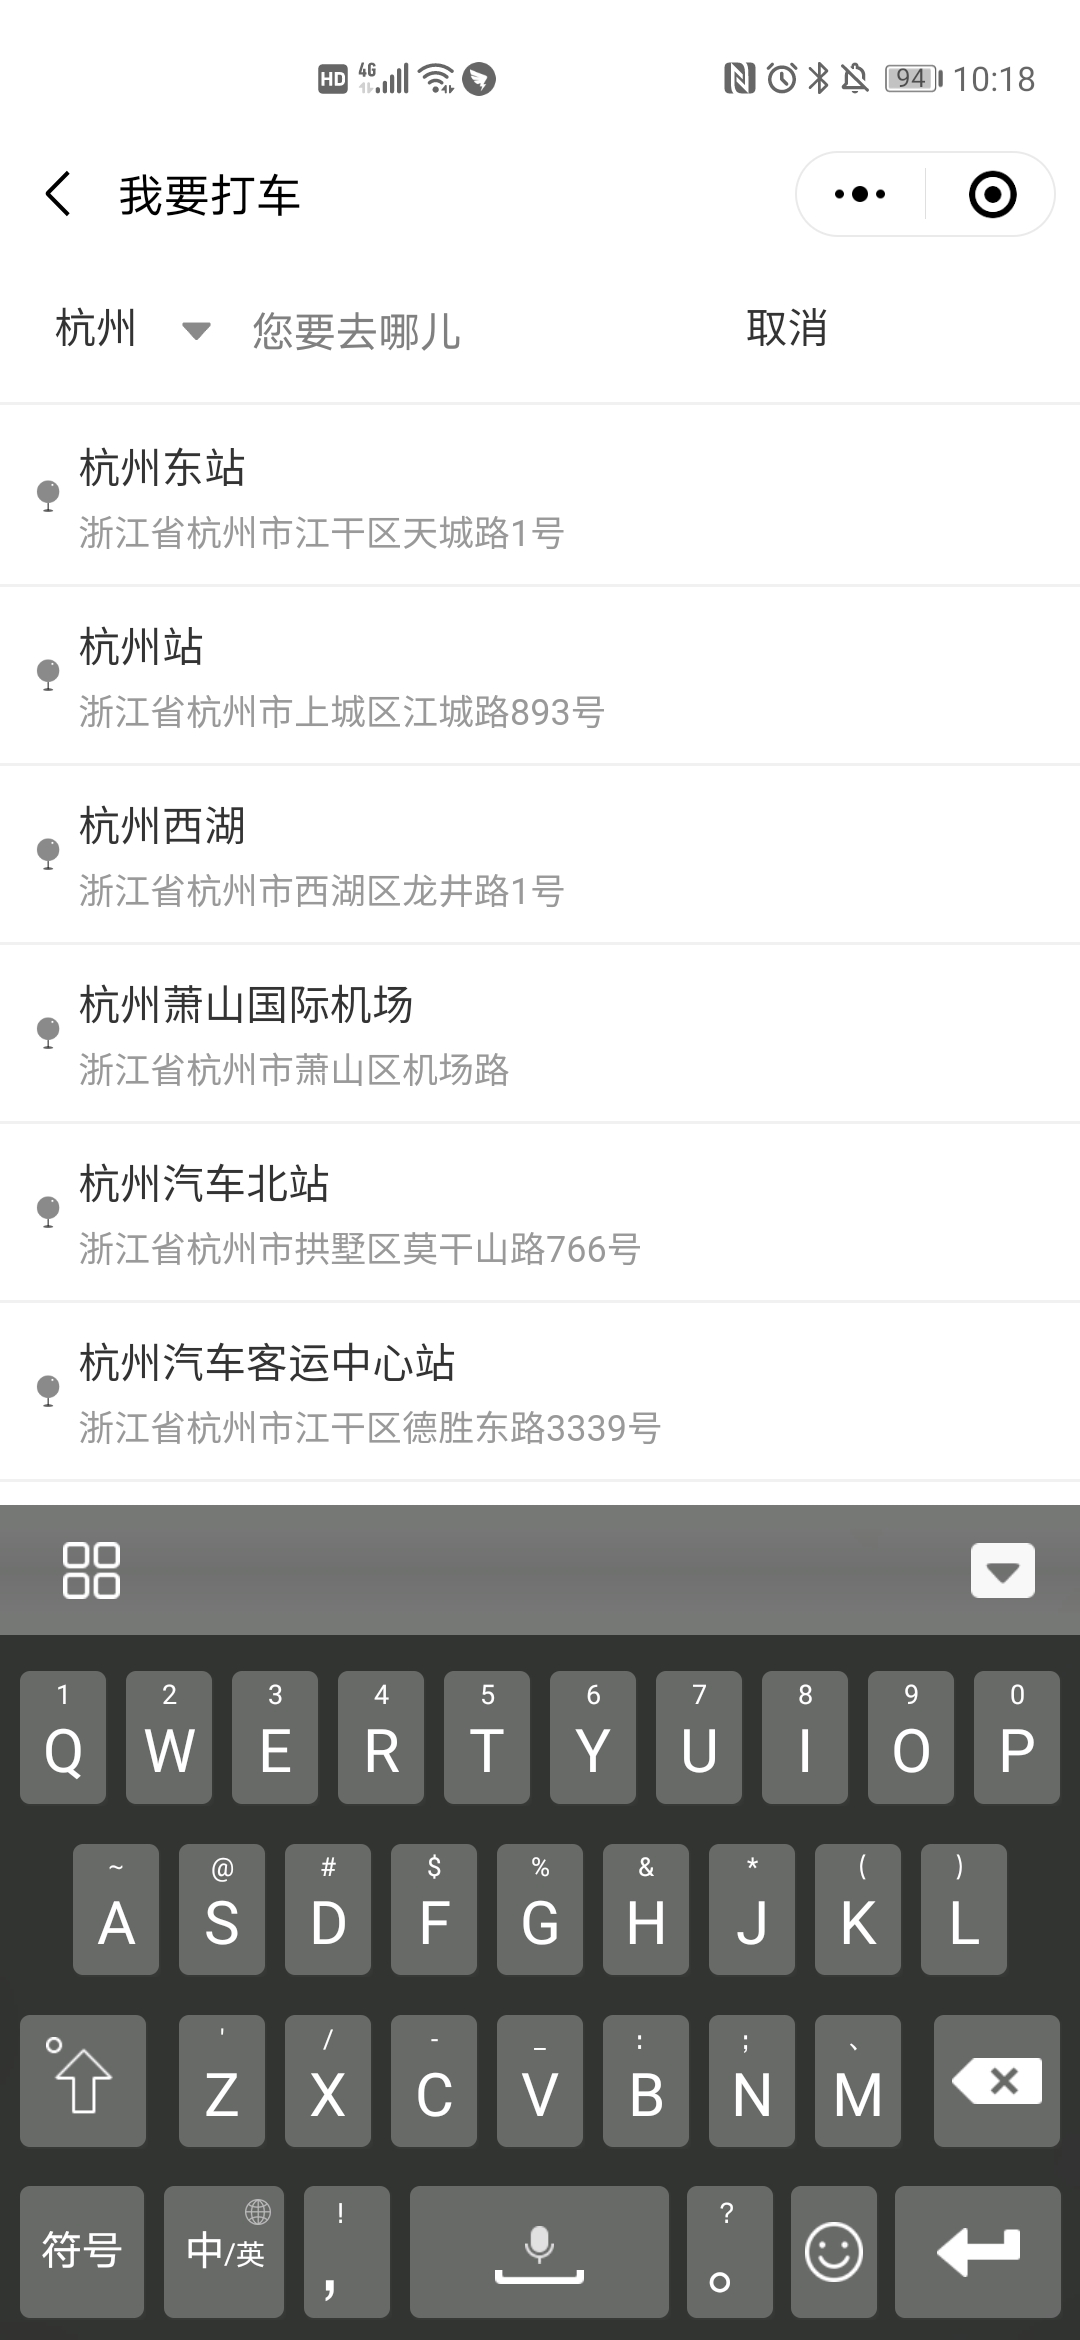 HD 4G 94 10:18
我要打车
杭州 您要去哪儿 取消
杭州东站
浙江省杭州市江干区天城路1号
杭州站
浙江省杭州市上城区江城路893号
杭州西湖
浙江省杭州市西湖区龙井路1号
杭州萧山国际机场
浙江省杭州市萧山区机场路
杭州汽车北站
浙江省杭州市拱墅区莫干山路766号
杭州汽车客运中心站
浙江省杭州市江干区德胜东路3339号
1 2 3 4 5 6 7 8 9 0
Q W E R T Y U I O P
~ @ # $ % & * ( )
A S D F G H J K L
' / - _ : ; 、
Z X C V B N M
! ?
符号 中/英 , 。